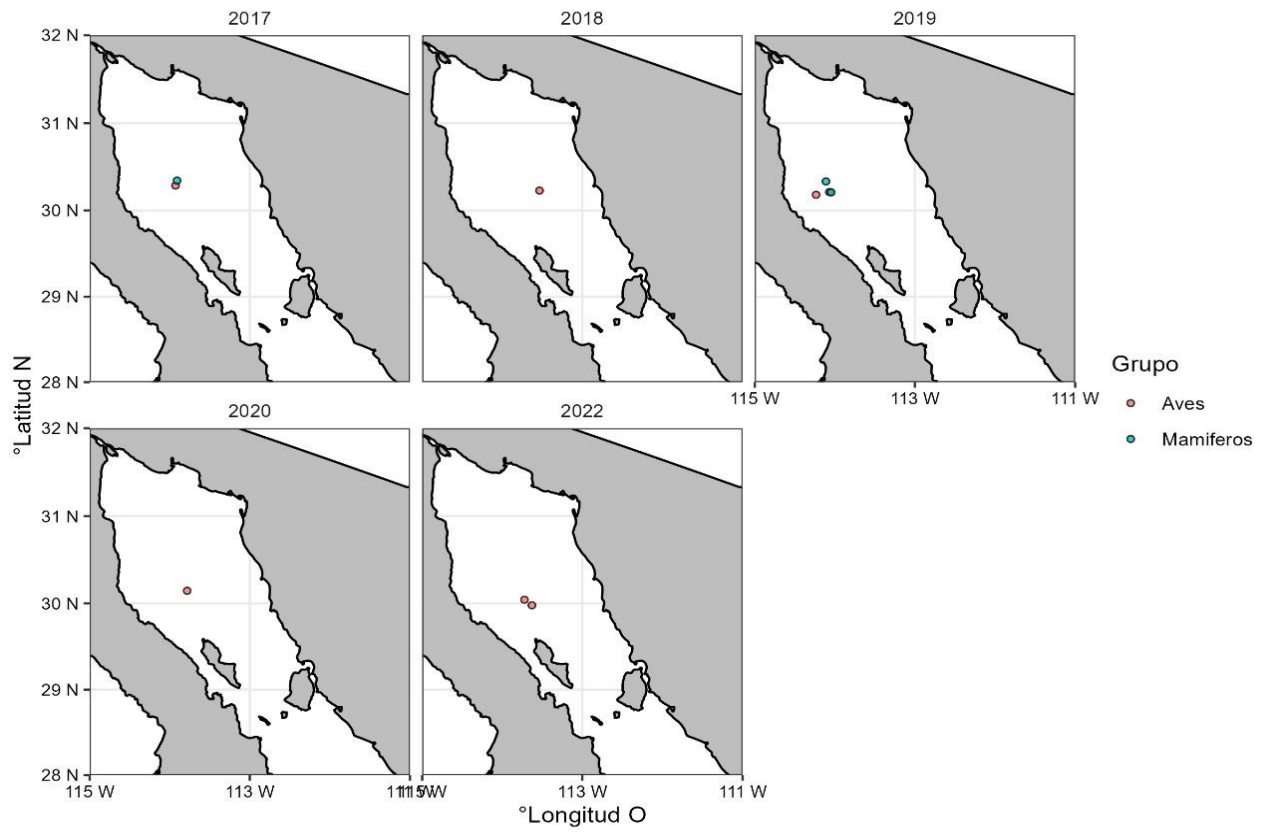 2017
2018
2019
32 N
31 N
30 N
29 N
28 N
115 W
113 W
111 W
°Latitud N
Grupo
Aves
Mamiferos
2020
2022
32 N
31 N
30 N
29 N
28 N
115 W
113 W
111 W
115 W
113 W
111 W
°Longitud O